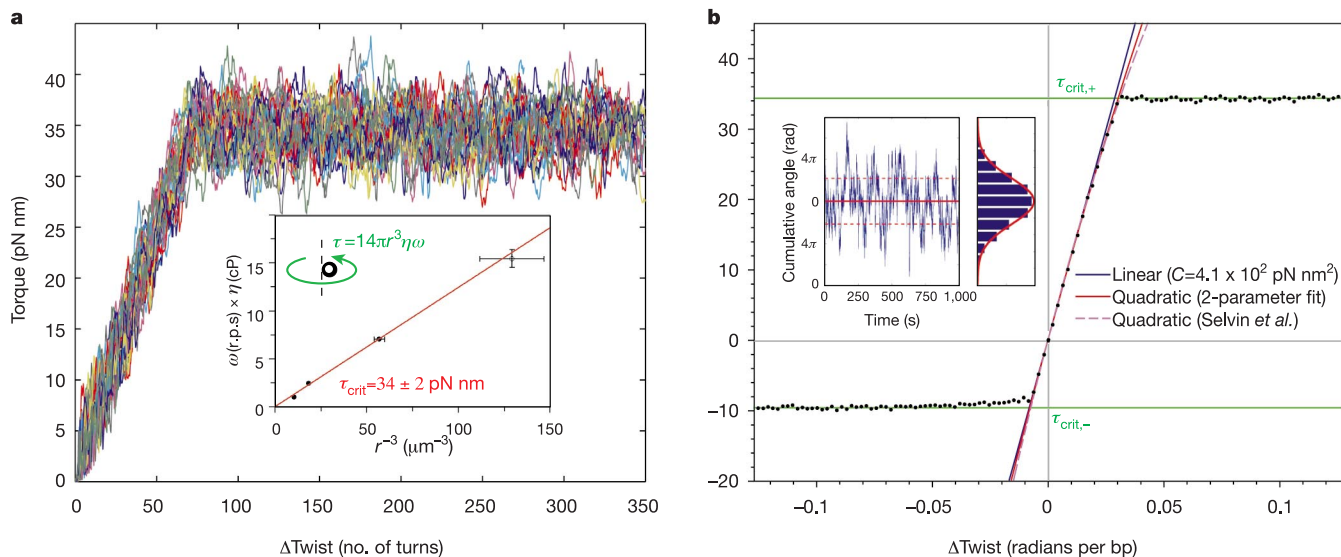 a
Torque (pN nm)
40
35
30
25
20
15
10
5
0
0 50 100 150 200 250 300 350
ΔTwist (no. of turns)
ω(r.p.s) × η (cP)
15
10
5
0
τ=14πr³ηω
τcrit=34 ± 2 pN nm
0 50 100 150
r⁻³ (μm⁻³)
b
40
30
20
10
0
−10
−20
−0.1 −0.05 0 0.05 0.1
ΔTwist (radians per bp)
τcrit,+
τcrit,−
Cumulative angle (rad)
4π
0
4π
0
0 250 500 750 1,000
Time (s)
Linear (C=4.1 x 10² pN nm²)
Quadratic (2-parameter fit)
Quadratic (Selvin et al.)